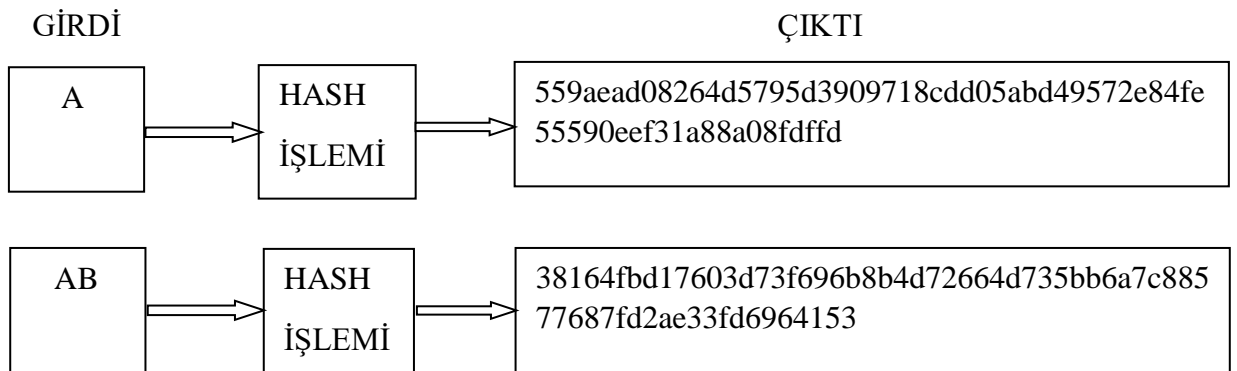 GİRDİ ÇIKTI
A
HASH
İŞLEMİ
559aead08264d5795d3909718cdd05abd49572e84fe
55590eef31a88a08fdffd
AB
HASH
İŞLEMİ
38164fbd17603d73f696b8b4d72664d735bb6a7c885
77687fd2ae33fd6964153